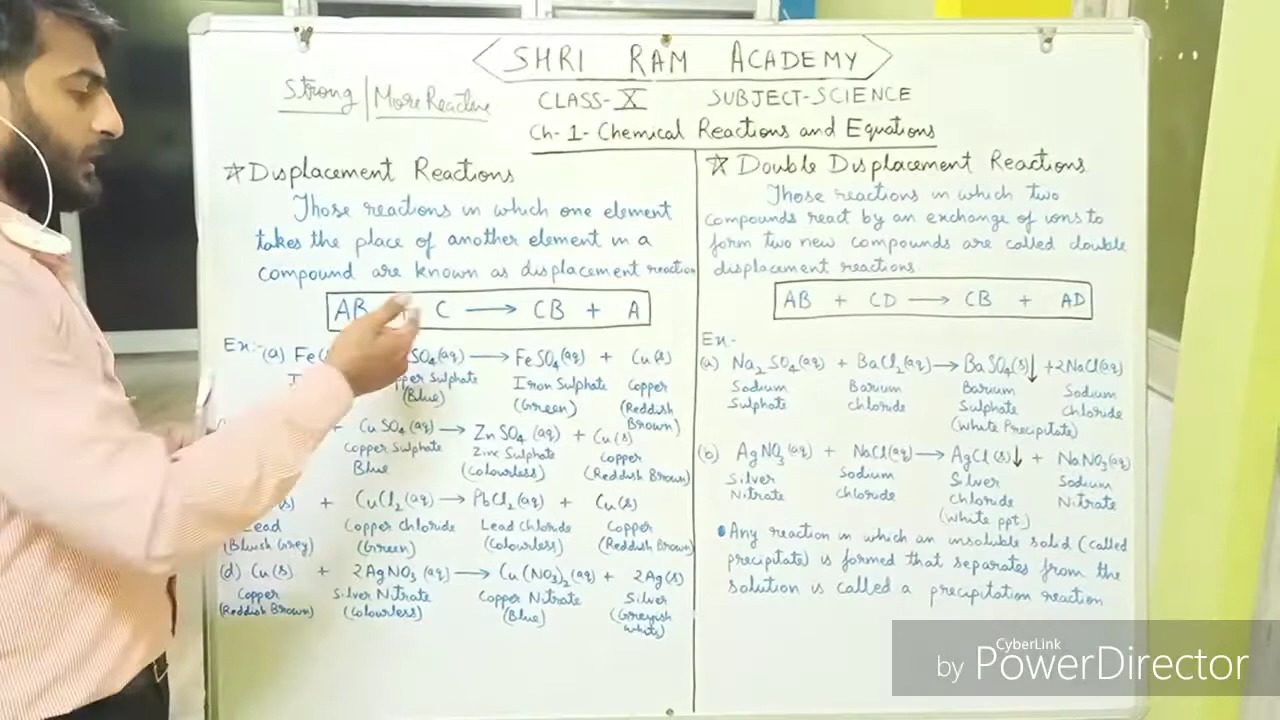 SHRI RAM ACADEMY
Strong | More Reactive
CLASS-X SUBJECT-SCIENCE
Ch-1-Chemical Reactions and Equations
☆Displacement Reactions
Those reactions in which one element
takes the place of another element in a
compound are known as displacement reaction
AB C → CB + A
Ex:-(a) Fe( SO4(aq) → FeSO4(aq) + Cu(s)
Sulphate Iron Sulphate Copper
(Blue) (Green) (Reddish Brown)
+ CuSO4(aq) → ZnSO4(aq) + Cu(s)
Copper Sulphate Zinc Sulphate Copper
Blue (Colourless) (Reddish Brown)
(s) + CuCl2(aq) → PbCl2(aq) + Cu(s)
Lead Copper Chloride Lead Chloride Copper
(Bluish Grey) (Green) (Colourless) (Reddish Brown)
(d) Cu(s) + 2AgNO3(aq) → Cu(NO3)2(aq) + 2Ag(s)
Copper Silver Nitrate Copper Nitrate Silver
(Reddish Brown) (Colourless) (Blue) (Greyish White)
☆ Double Displacement Reactions
Those reactions in which two
compounds react by an exchange of ions to
form two new compounds are called double
displacement reactions
AB + CD → CB + AD
Ex-
(a) Na2SO4(aq) + BaCl2(aq) → BaSO4(s)↓ + 2NaCl(aq)
Sodium Barium Barium Sodium
Sulphate chloride Sulphate chloride
(White Precipitate)
(b) AgNO3(aq) + NaCl(aq) → AgCl(s)↓ + NaNO3(aq)
Silver Sodium Silver Sodium
Nitrate chloride Chloride Nitrate
(White ppt.)
• Any reaction in which an insoluble solid (called
precipitate) is formed that separates from the
solution is called a precipitation reaction
CyberLink
by PowerDirector